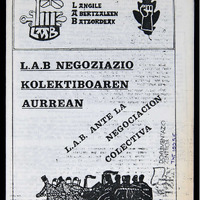 LANGILE
ABERTZALEEN
BATZORDEAK
LAB
L.A.B NEGOZIAZIO
KOLEKTIBOAREN
AURREAN
L.A.B. ANTE LA
NEGOCIACION
COLECTIVA